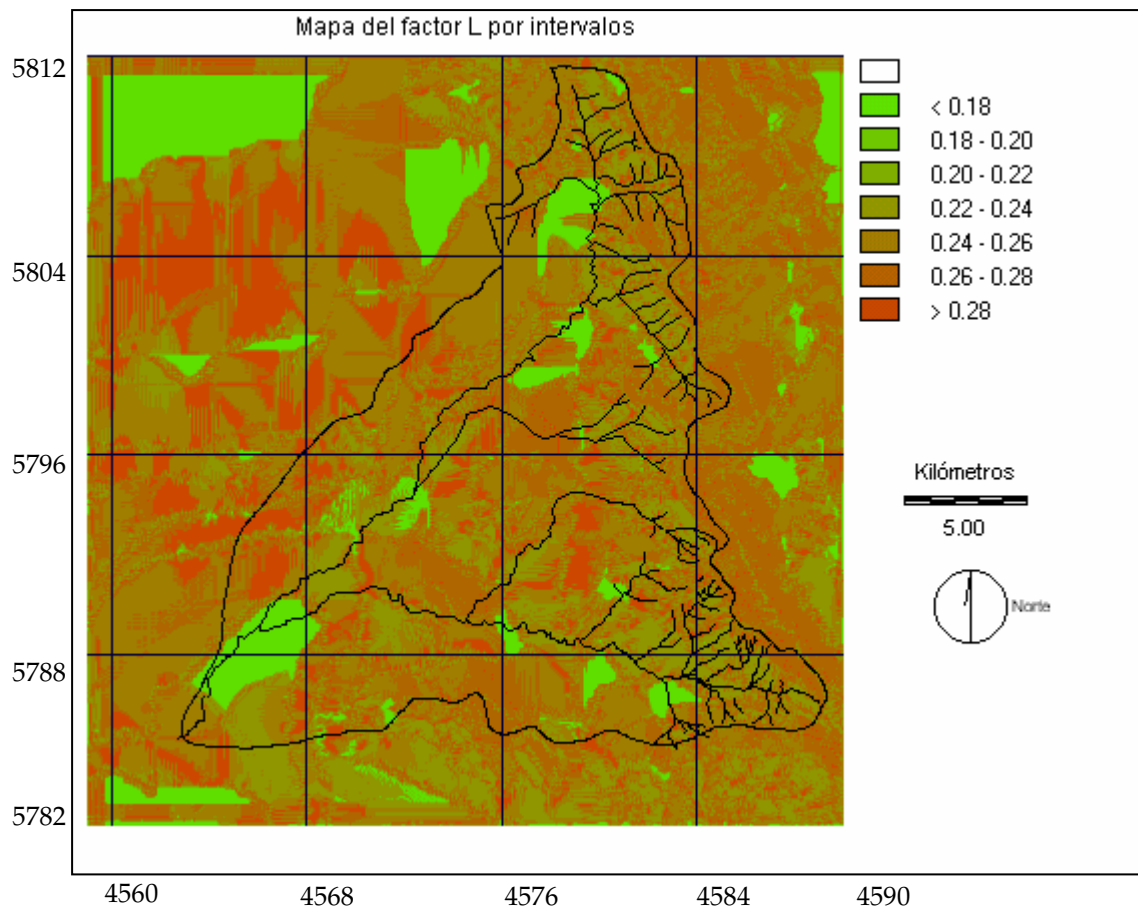 Mapa del factor L por intervalos
5812
5804
5796
5788
5782
< 0.18
0.18 - 0.20
0.20 - 0.22
0.22 - 0.24
0.24 - 0.26
0.26 - 0.28
> 0.28
Kilómetros
5.00
Norte
4560 4568 4576 4584 4590